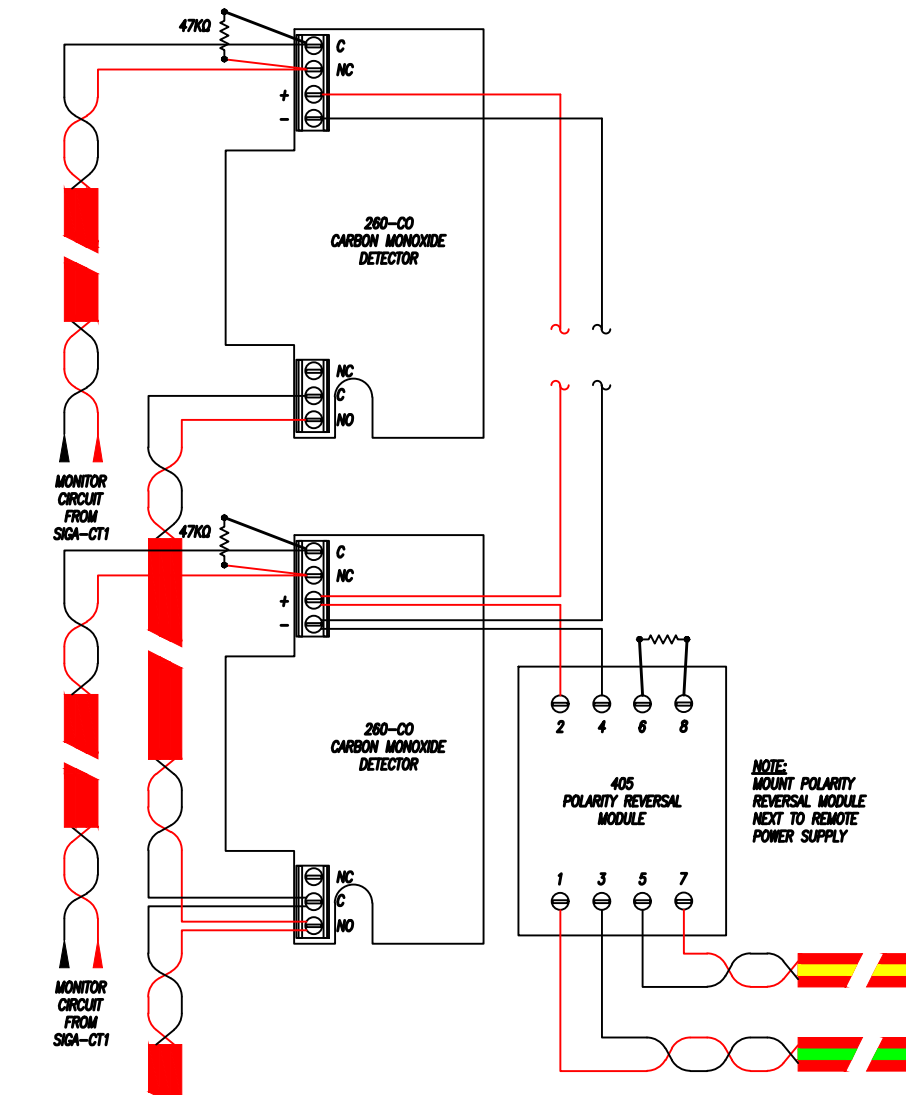 47KΩ
C
NC
+
−
260−CO
CARBON MONOXIDE
DETECTOR
NC
C
NO
MONITOR
CIRCUIT
FROM
SIGA−CT1
47KΩ
C
NC
+
−
260−CO
CARBON MONOXIDE
DETECTOR
NC
C
NO
MONITOR
CIRCUIT
FROM
SIGA−CT1
2 4 6 8
405
POLARITY REVERSAL
MODULE
1 3 5 7
NOTE:
MOUNT POLARITY
REVERSAL MODULE
NEXT TO REMOTE
POWER SUPPLY